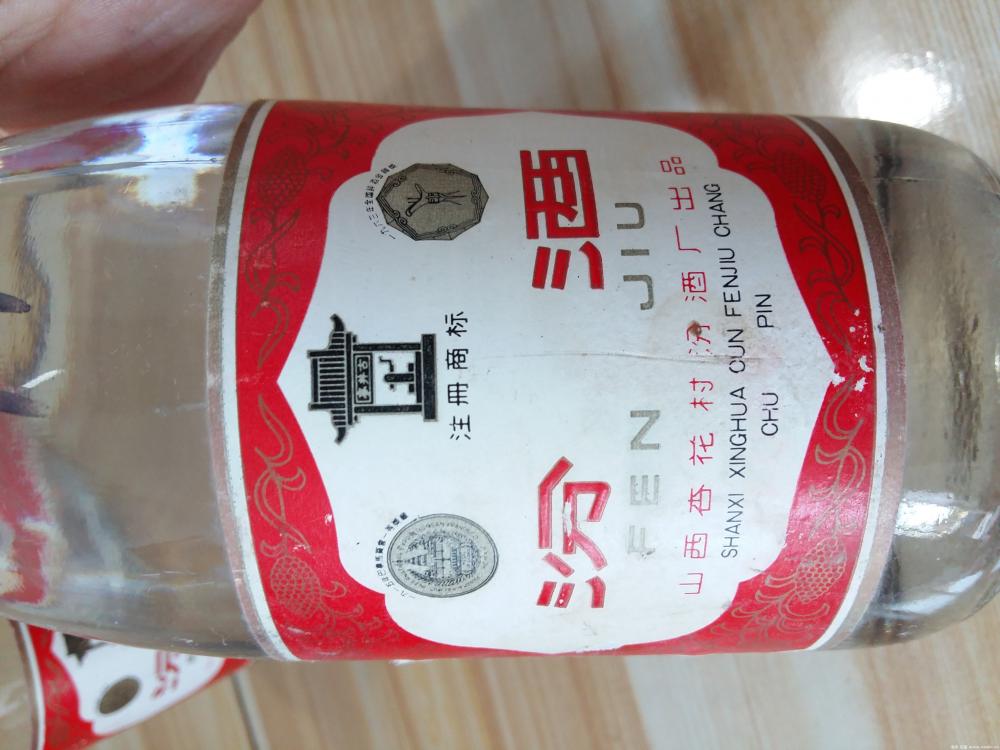 注册商标
汾酒
FEN JIU
山西杏花村汾酒厂出品
SHANXI XINGHUA CUN FENJIU CHANG
CHU PIN